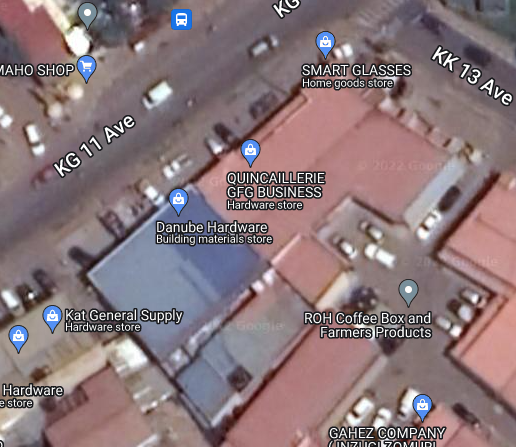 KG
MAHO SHOP
SMART GLASSES
Home goods store
KK 13 Ave
KG 11 Ave
© 2022 Google
QUINCAILLERIE
GFG BUSINESS
Hardware store
Danube Hardware
Building materials store
Kat General Supply
Hardware store
ROH Coffee Box and
Farmers Products
Hardware
e store
GAHEZ COMPANY